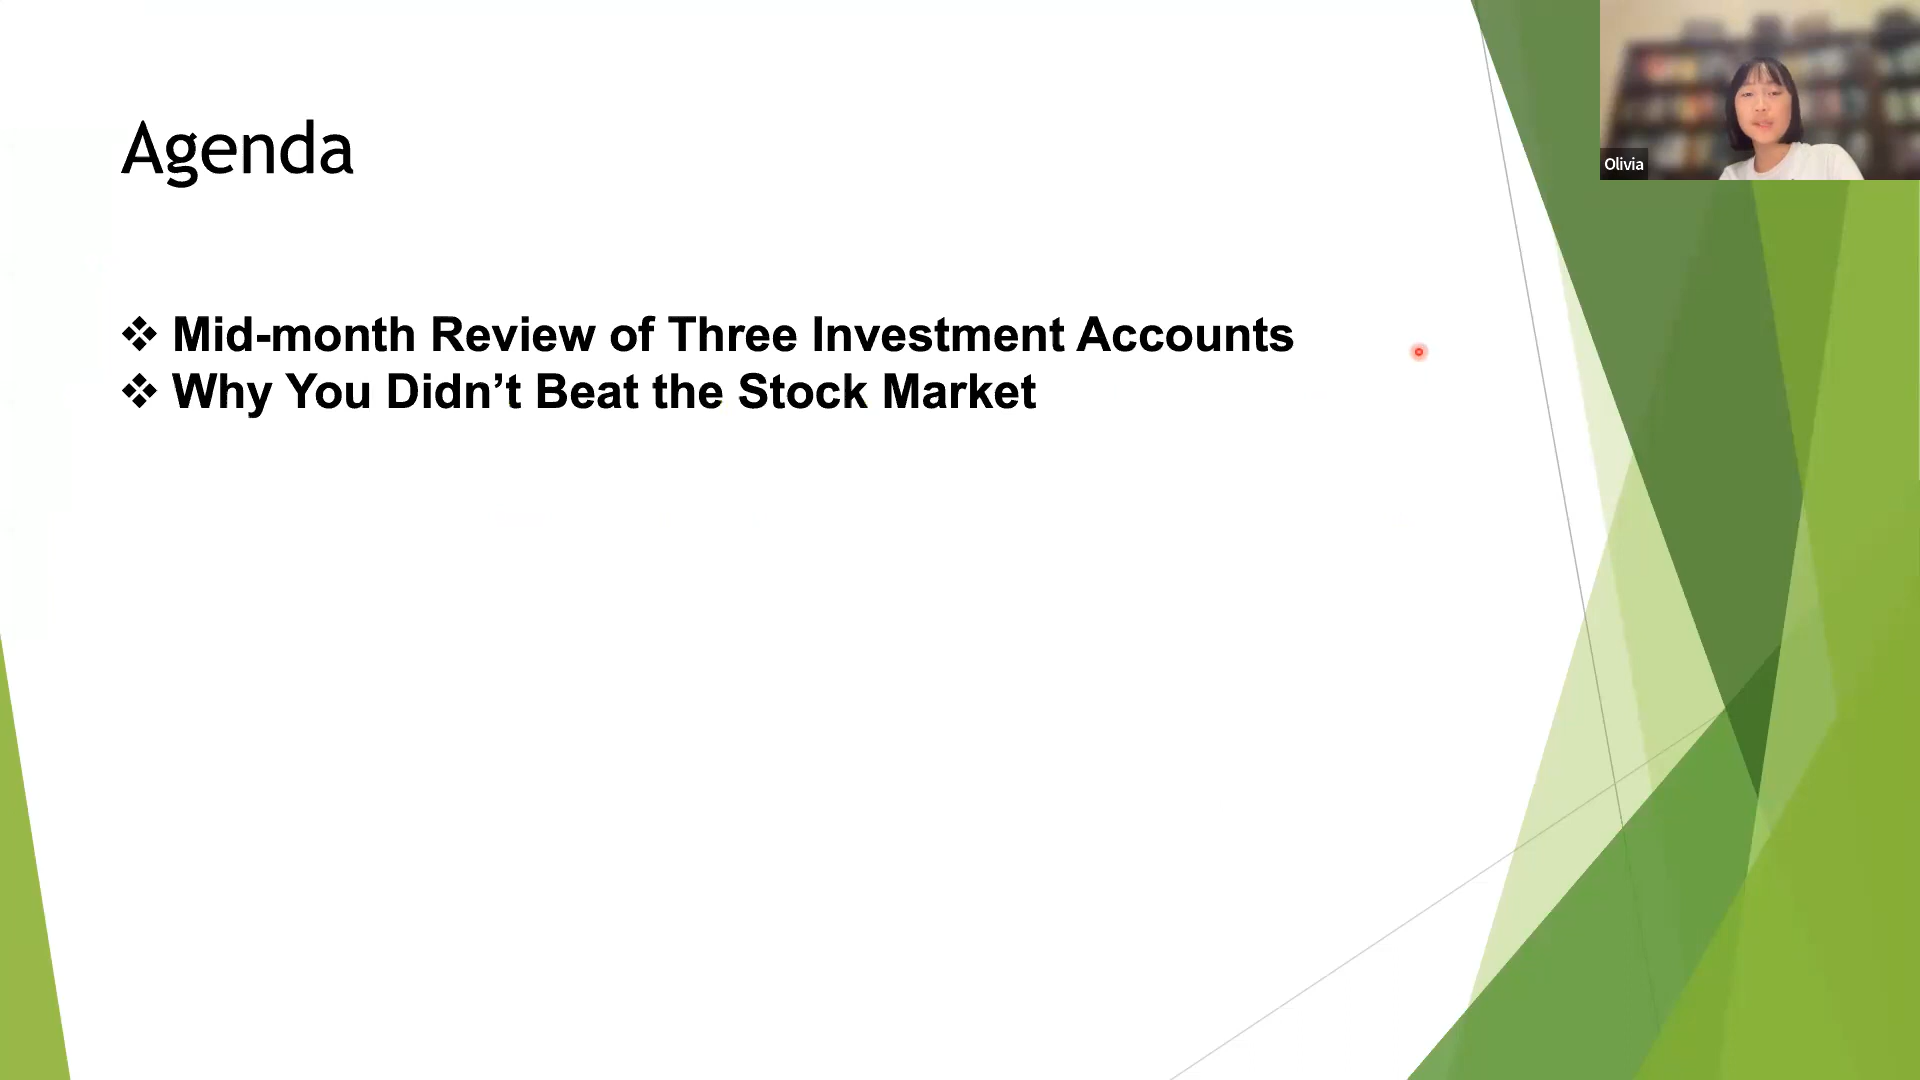 Agenda
❖ Mid-month Review of Three Investment Accounts
❖ Why You Didn’t Beat the Stock Market
Olivia